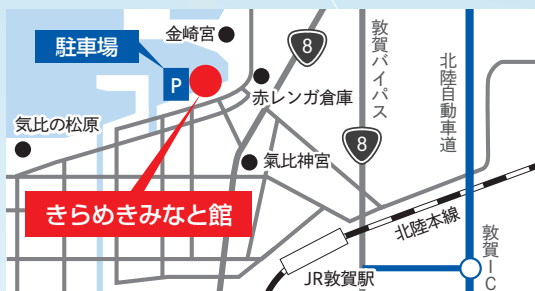 金崎宮
駐車場
P
8
敦賀バイパス
北陸自動車道
赤レンガ倉庫
気比の松原
8
氣比神宮
きらめきみなと館
北陸本線
敦賀IC
JR敦賀駅